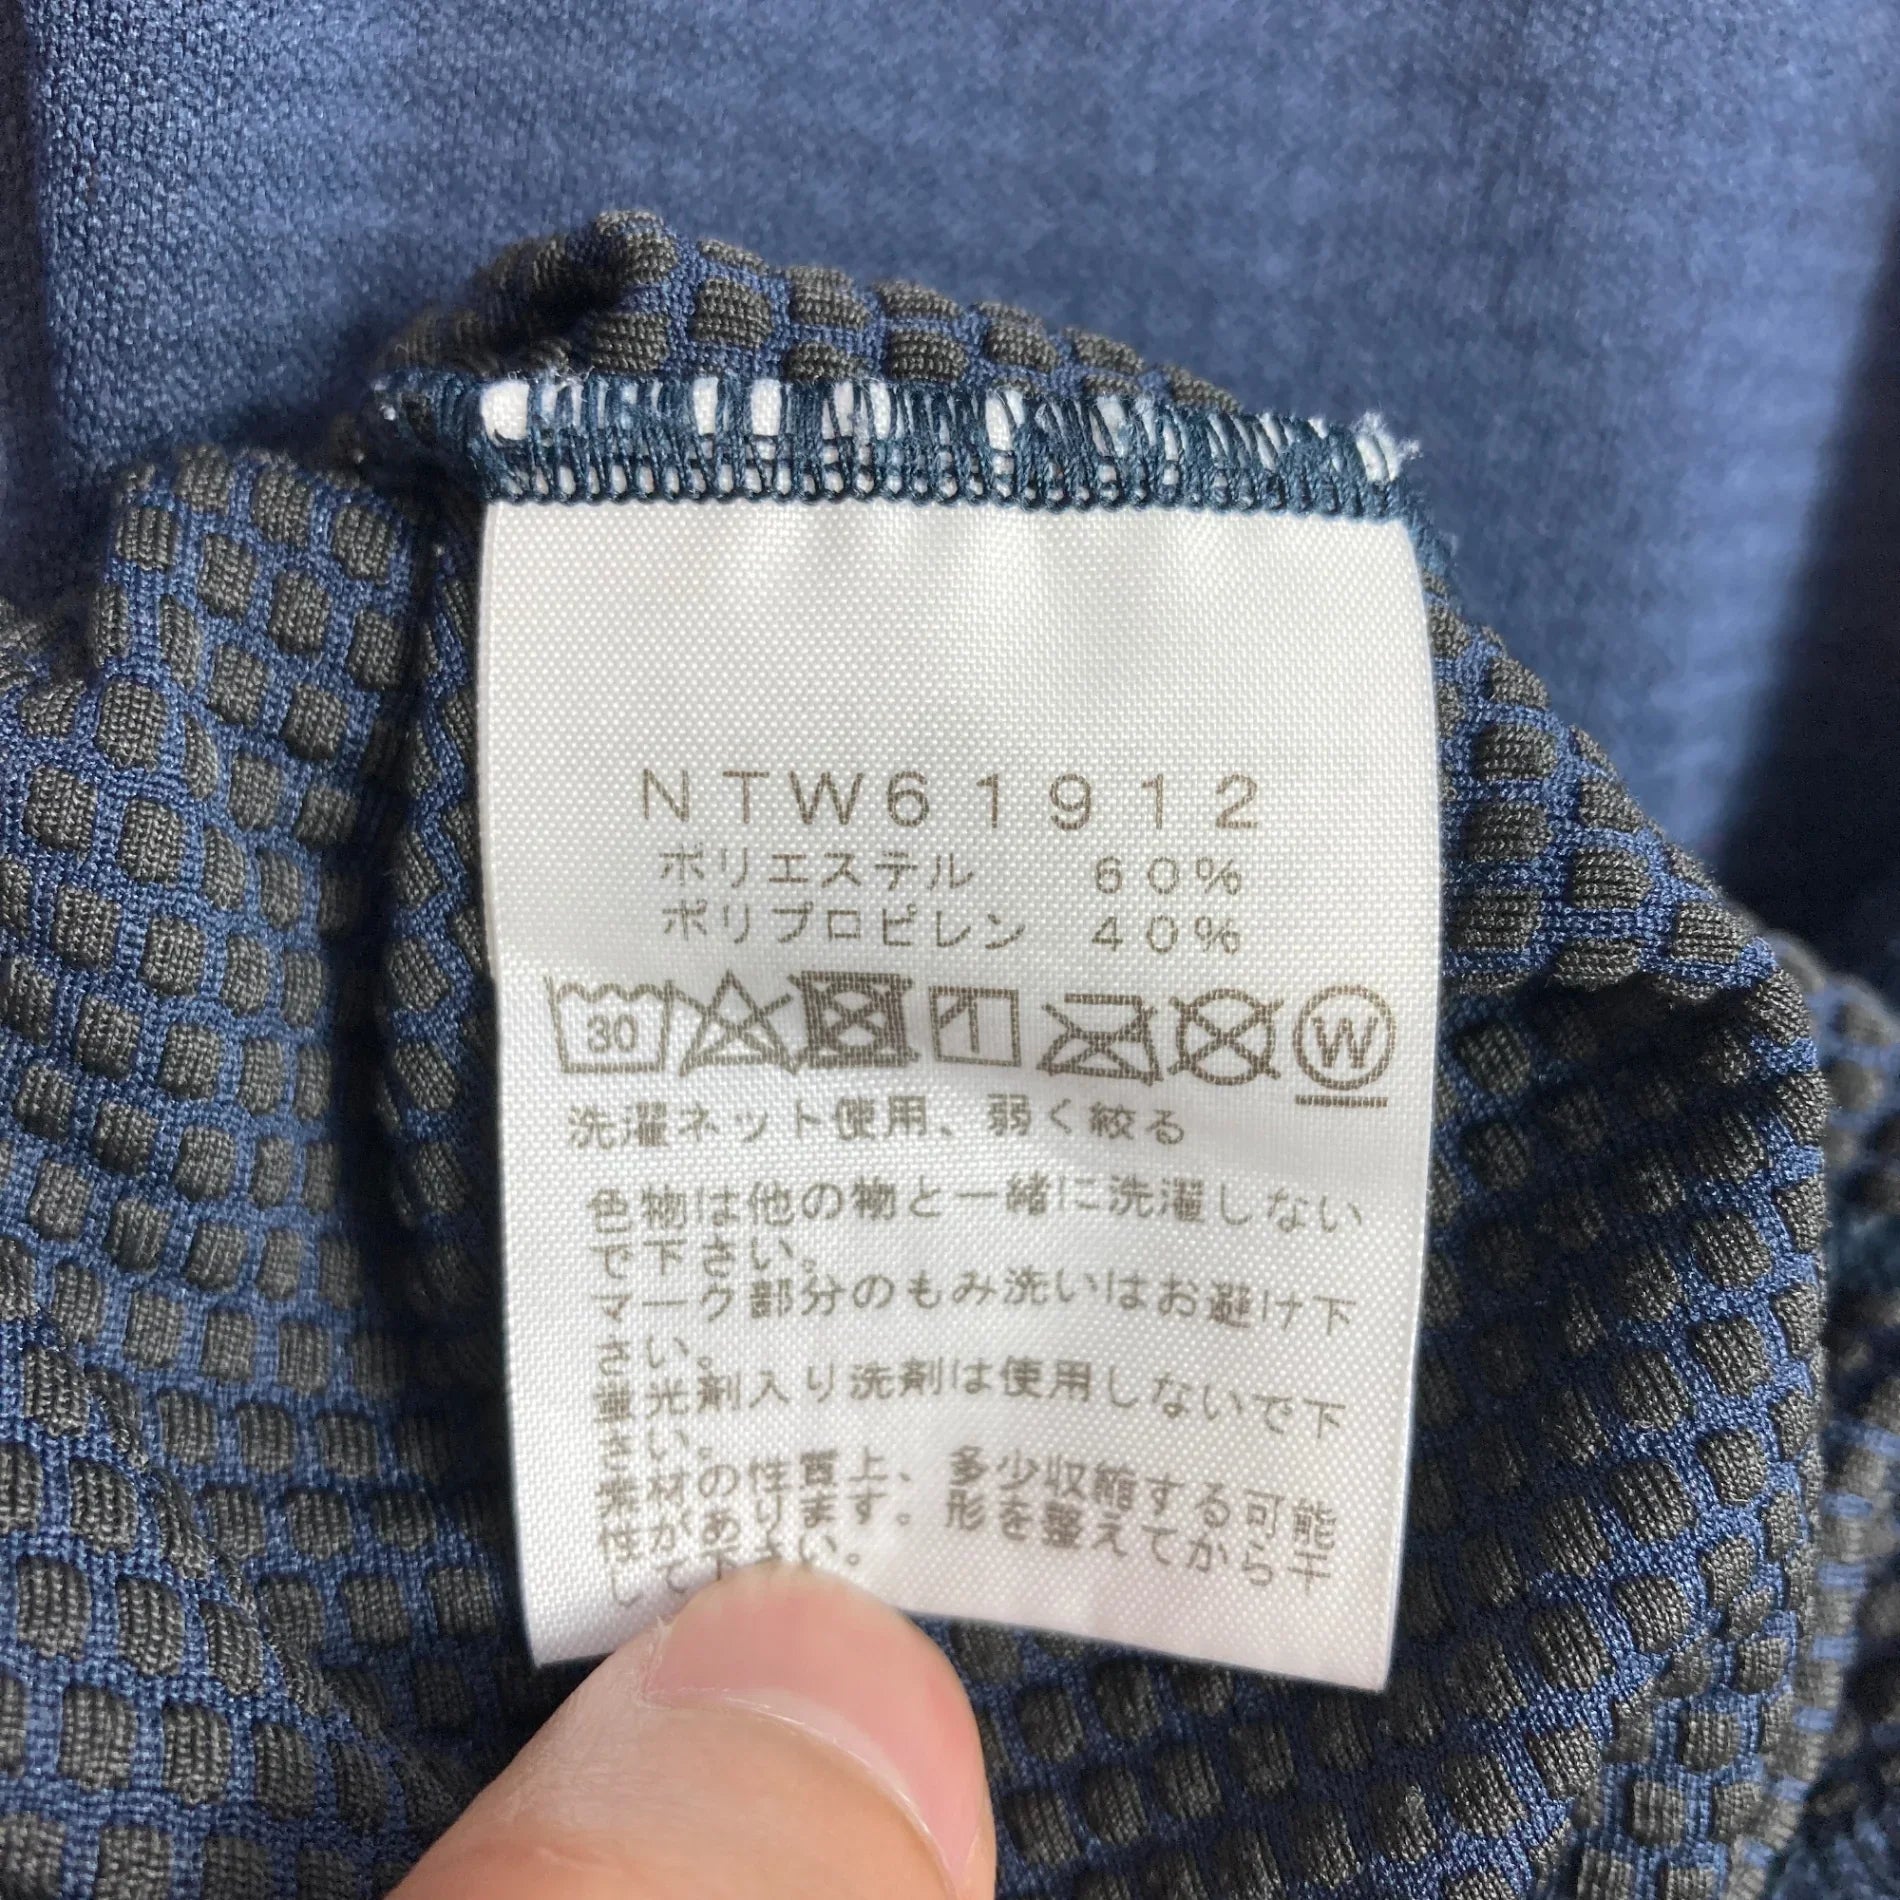 NTW61912
ポリエステル 60%
ポリプロピレン 40%
30 W
洗濯ネット使用、弱く絞る
色物は他の物と一緒に洗濯しない
で下さい。
マーク部分のもみ洗いはお避け下
さい。
蛍光剤入り洗剤は使用しないで下
さい。
素材の性質上、多少収縮する可能
性があります。形を整えてから干
して下さい。